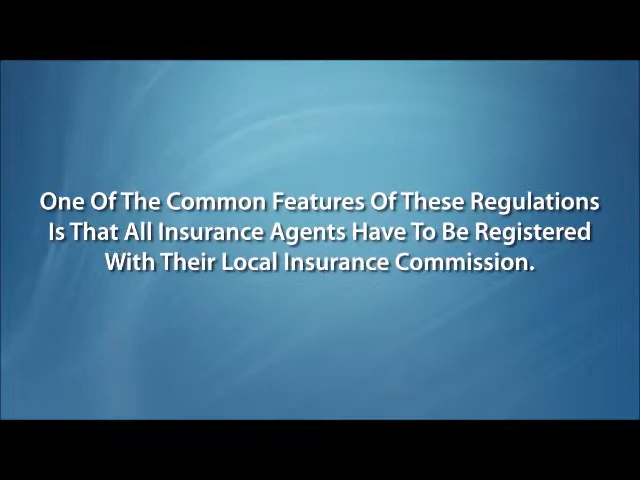 One Of The Common Features Of These Regulations
Is That All Insurance Agents Have To Be Registered
With Their Local Insurance Commission.